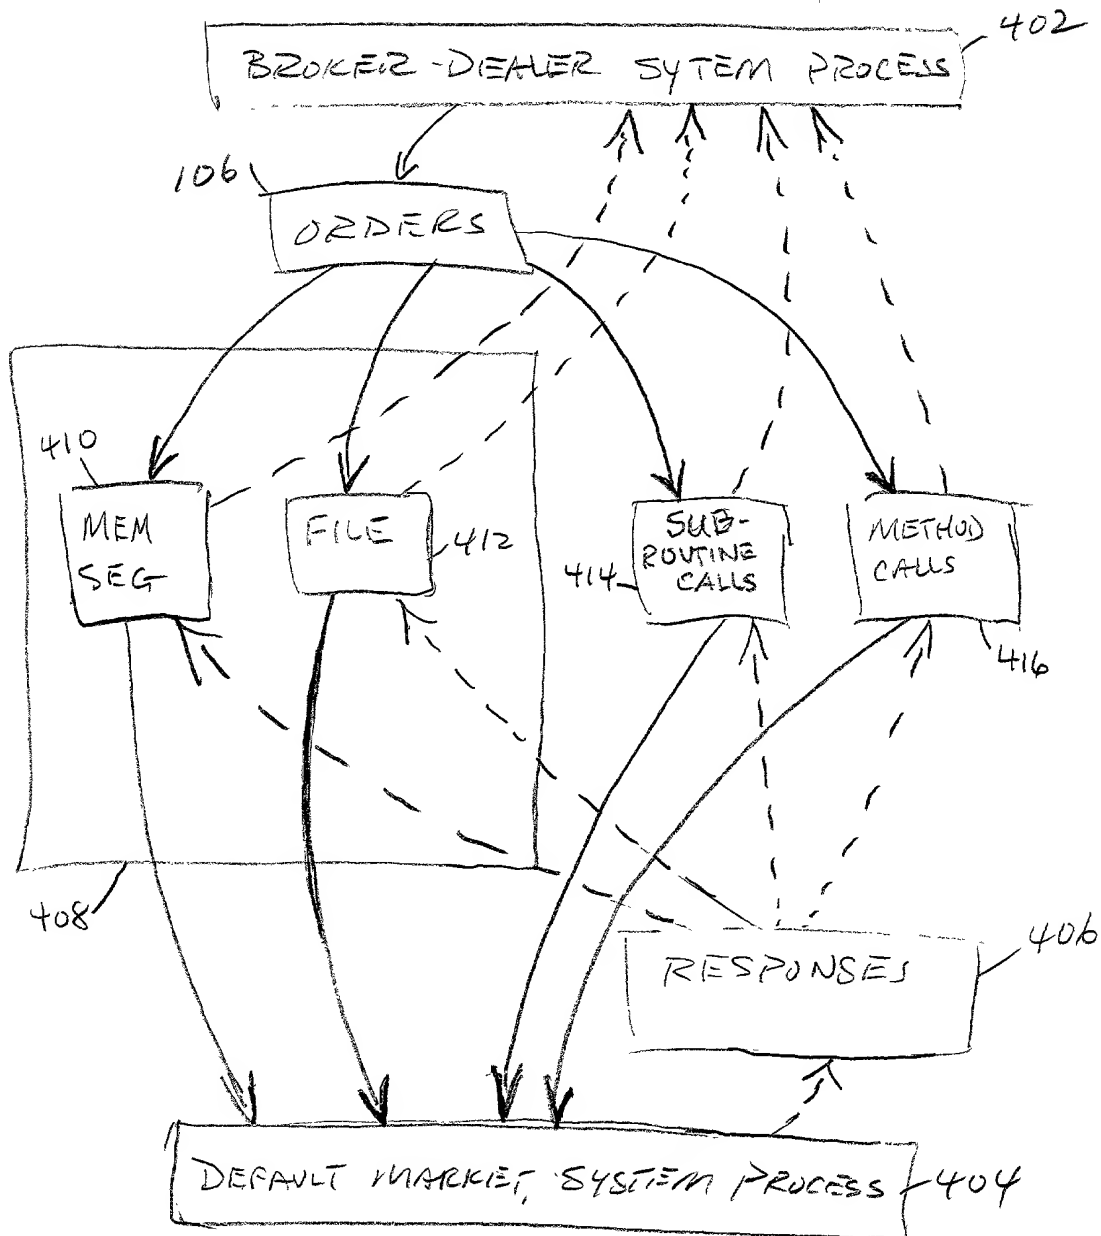 402
BROKER-DEALER SYTEM PROCESS
106
ORDERS
410
MEM
SEG
FILE
412
SUB-
ROUTINE
CALLS
414
METHOD
CALLS
416
408
406
RESPONSES
DEFAULT MARKET SYSTEM PROCESS
404